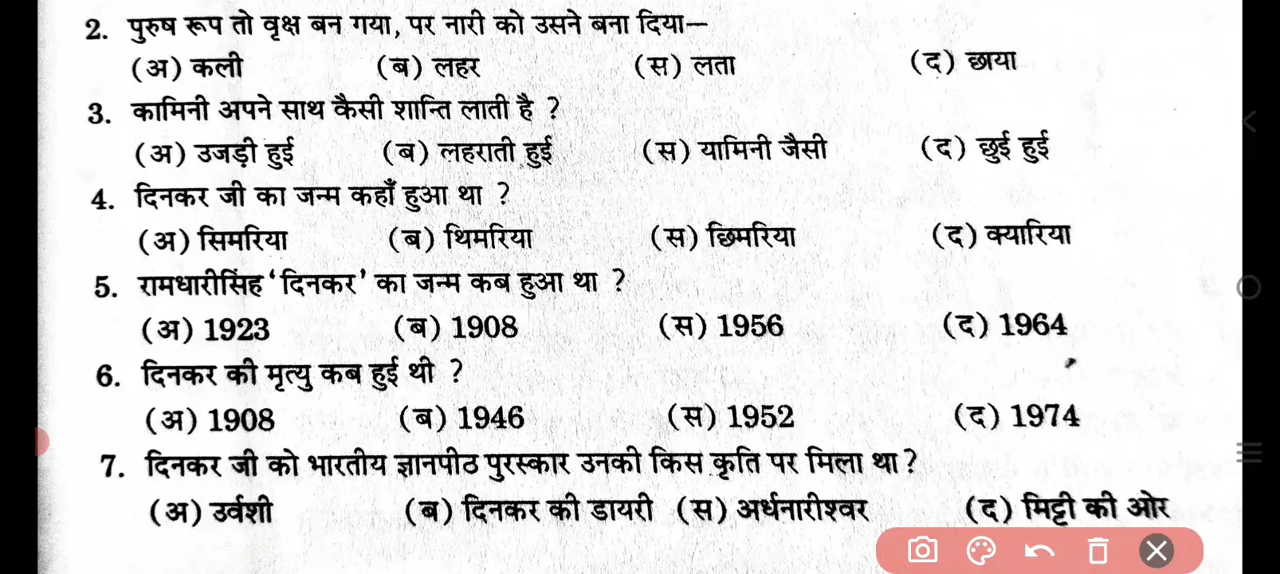 2. पुरुष रूप तो वृक्ष बन गया, पर नारी को उसने बना दिया—
(अ) कली (ब) लहर (स) लता (द) छाया
3. कामिनी अपने साथ कैसी शान्ति लाती है ?
(अ) उजड़ी हुई (ब) लहराती हुई (स) यामिनी जैसी (द) छुई हुई
4. दिनकर जी का जन्म कहाँ हुआ था ?
(अ) सिमरिया (ब) थिमरिया (स) छिमरिया (द) क्यारिया
5. रामधारीसिंह 'दिनकर' का जन्म कब हुआ था ?
(अ) 1923 (ब) 1908 (स) 1956 (द) 1964
6. दिनकर की मृत्यु कब हुई थी ?
(अ) 1908 (ब) 1946 (स) 1952 (द) 1974
7. दिनकर जी को भारतीय ज्ञानपीठ पुरस्कार उनकी किस कृति पर मिला था ?
(अ) उर्वशी (ब) दिनकर की डायरी (स) अर्धनारीश्वर (द) मिट्टी की ओर